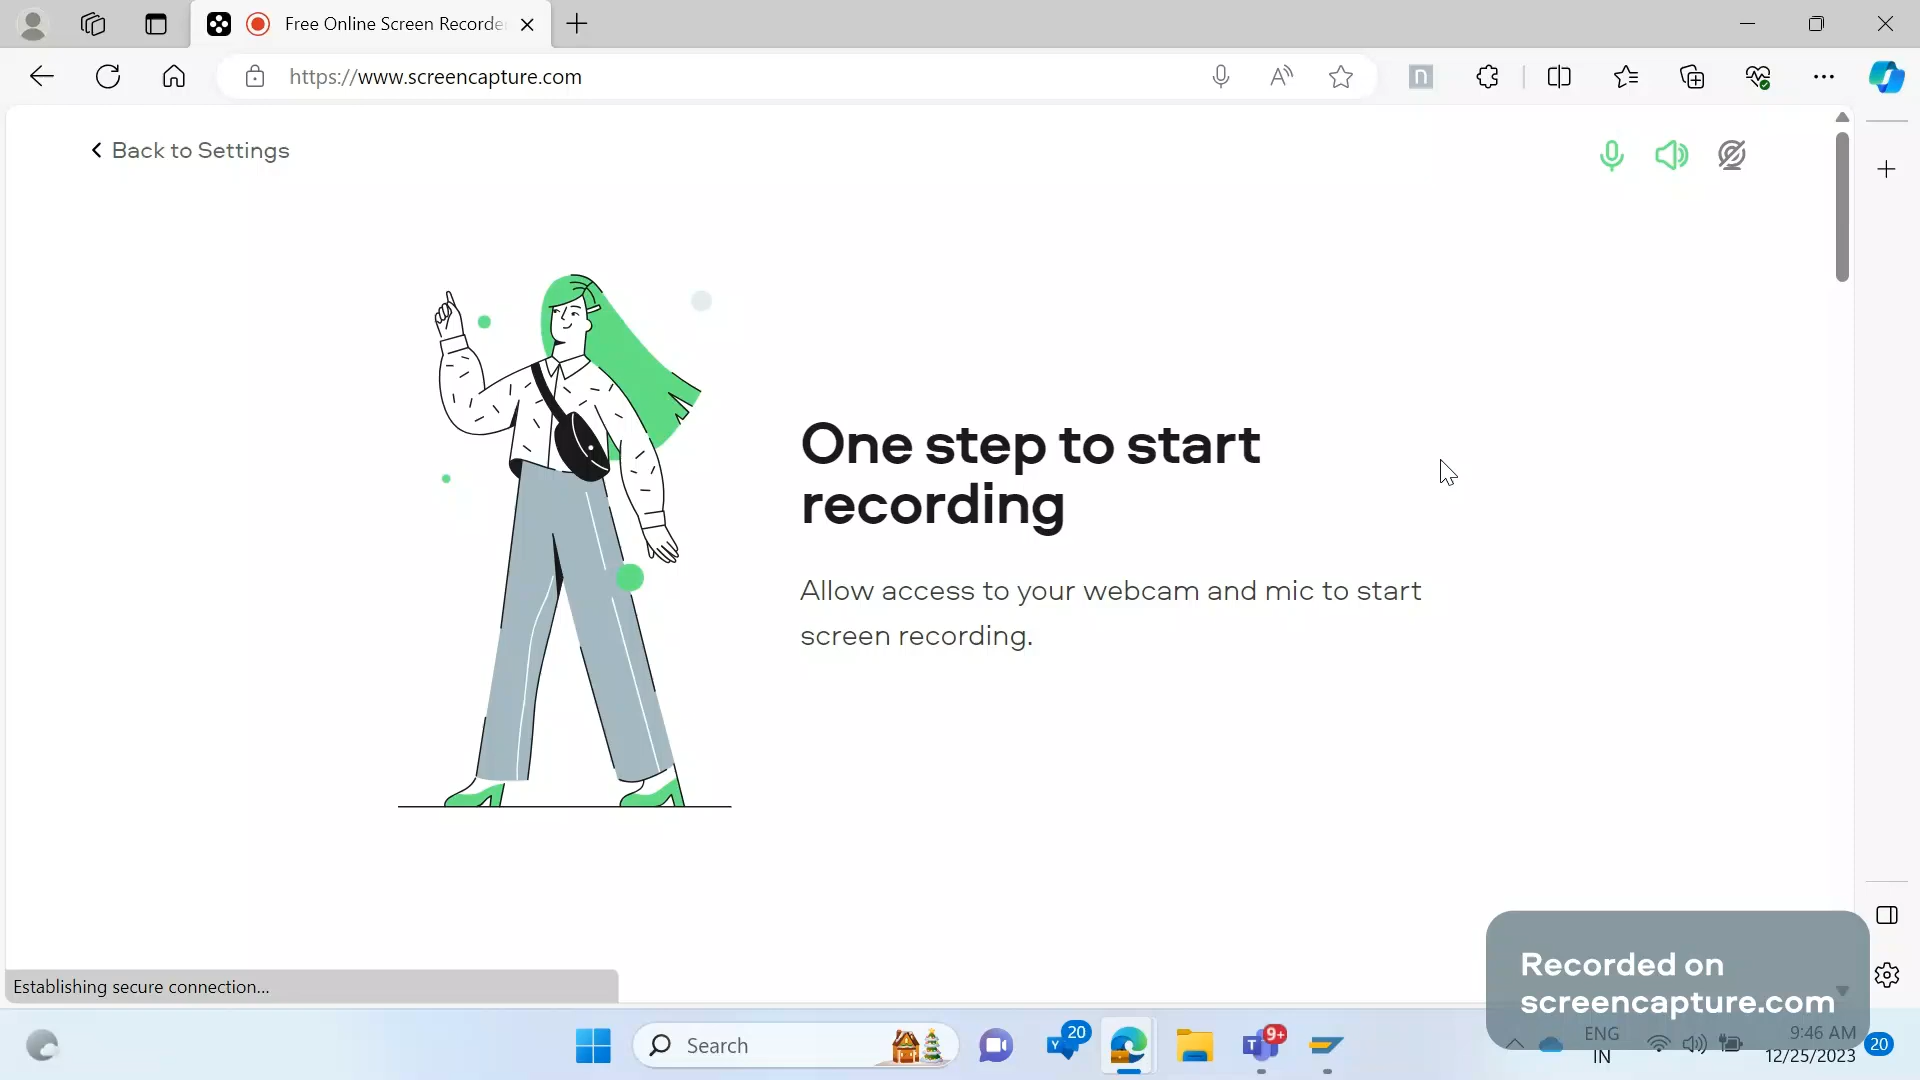 Free Online Screen Recorde
https://www.screencapture.com
n
Back to Settings
One step to start
recording
Allow access to your webcam and mic to start
screen recording.
Establishing secure connection...
Recorded on
screencapture.com
Search
20
Y
9+
T
ENG
IN
9:46 AM
12/25/2023
20